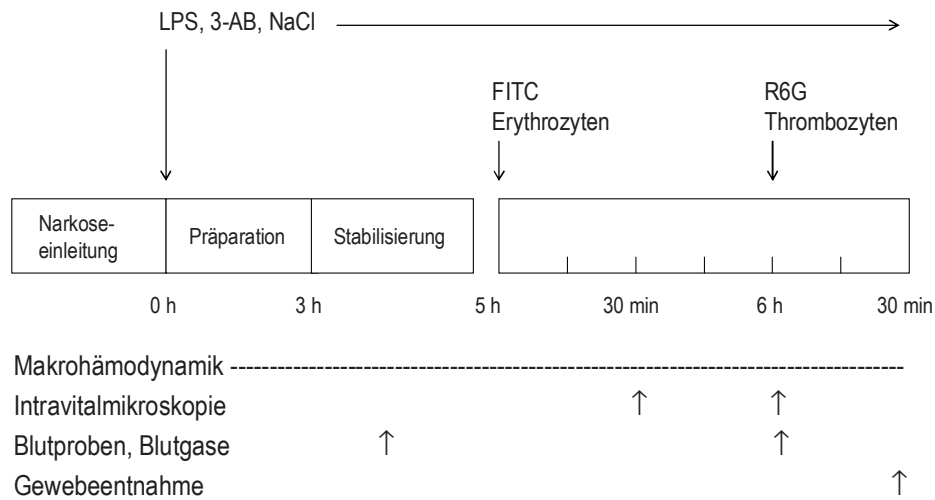 LPS, 3-AB, NaCl
FITC
Erythrozyten
R6G
Thrombozyten
Narkose-
einleitung
Präparation
Stabilisierung
0 h
3 h
5 h
30 min
6 h
30 min
Makrohämodynamik
Intravitalmikroskopie
Blutproben, Blutgase
Gewebeentnahme